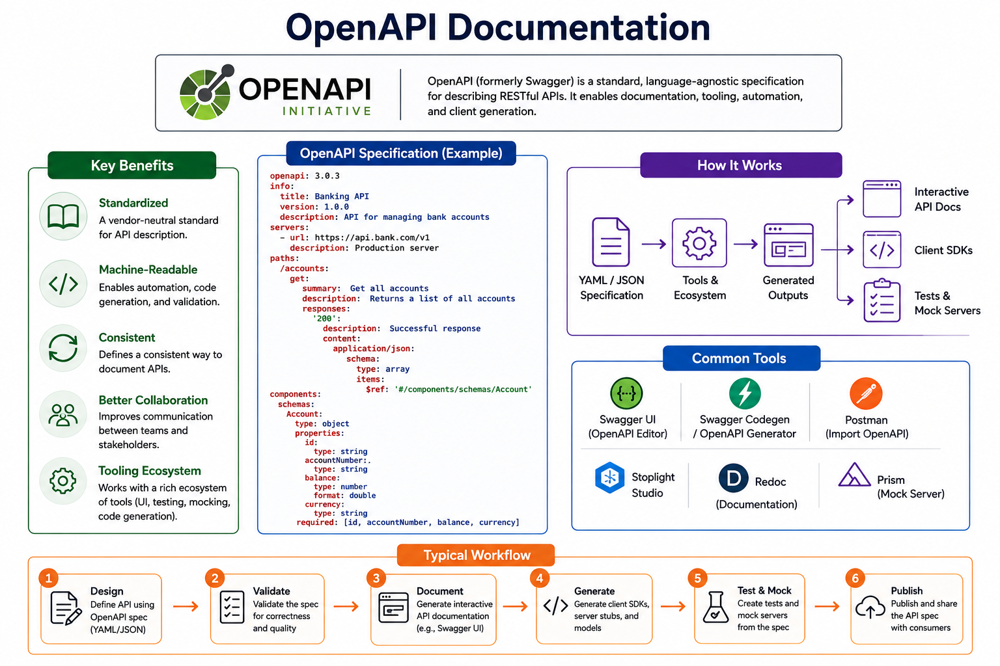 OpenAPI Documentation
OPENAPI
INITIATIVE
OpenAPI (formerly Swagger) is a standard, language-agnostic specification
for describing RESTful APIs. It enables documentation, tooling, automation,
and client generation.
Key Benefits
Standardized
A vendor-neutral standard
for API description.
Machine-Readable
Enables automation, code
generation, and validation.
Consistent
Defines a consistent way to
document APIs.
Better Collaboration
Improves communication
between teams and
stakeholders.
Tooling Ecosystem
Works with a rich ecosystem
of tools (UI, testing, mocking,
code generation).
OpenAPI Specification (Example)
openapi: 3.0.3
info:
  title: Banking API
  version: 1.0.0
  description: API for managing bank accounts
servers:
  - url: https://api.bank.com/v1
    description: Production server
paths:
  /accounts:
    get:
      summary: Get all accounts
      description: Returns a list of all accounts
      responses:
        '200':
          description: Successful response
          content:
            application/json:
              schema:
                type: array
                items:
                  $ref: '#/components/schemas/Account'
components:
  schemas:
    Account:
      type: object
      properties:
        id:
          type: string
        accountNumber:.
          type: string
        balance:
          type: number
          format: double
        currency:
          type: string
      required: [id, accountNumber, balance, currency]
How It Works
YAML / JSON
Specification
Tools &
Ecosystem
Generated
Outputs
Interactive
API Docs
</>
Client SDKs
Tests &
Mock Servers
Common Tools
{...}
Swagger UI
(OpenAPI Editor)
Swagger Codegen
/ OpenAPI Generator
Postman
(Import OpenAPI)
Stoplight
Studio
D
Redoc
(Documentation)
Prism
(Mock Server)
Typical Workflow
1
Design
Define API using
OpenAPI spec
(YAML/JSON)
2
Validate
Validate the spec
for correctness
and quality
3
Document
Generate interactive
API documentation
(e.g., Swagger UI)
4
</>
Generate
Generate client SDKs,
server stubs, and
models
5
Test & Mock
Create tests and
mock servers
from the spec
6
Publish
Publish and share
the API spec
with consumers